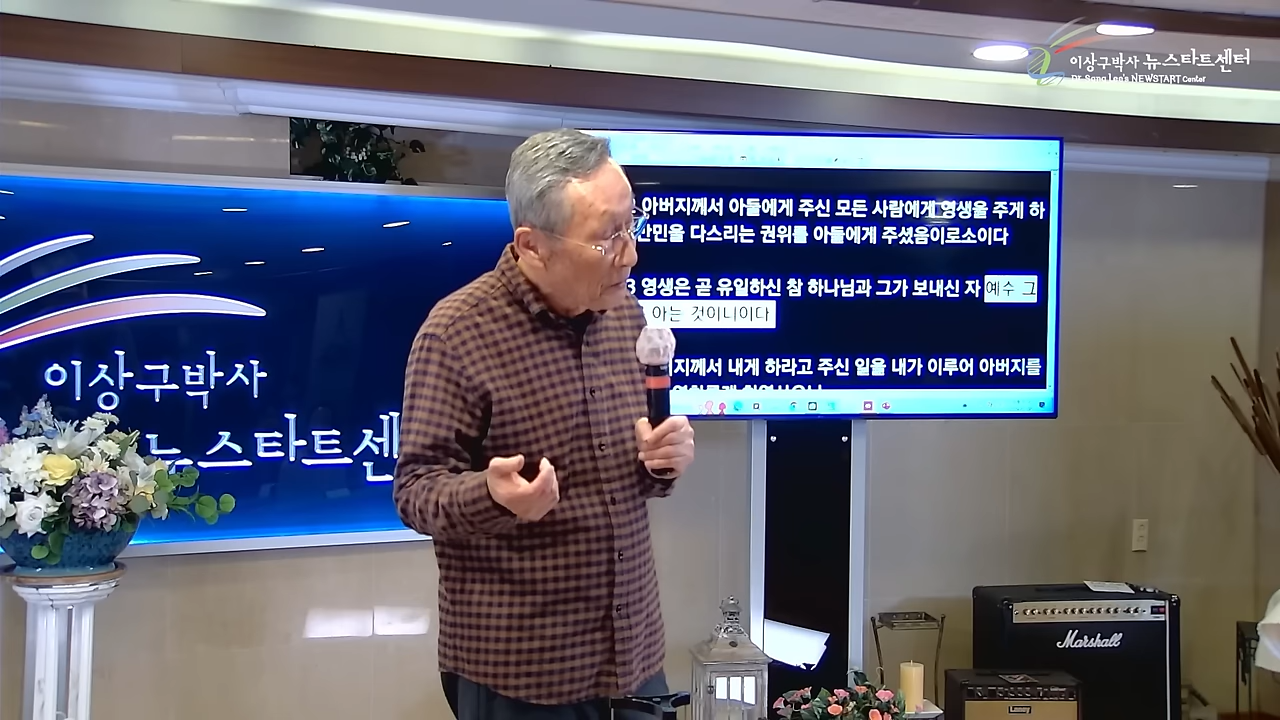 이상구박사 뉴스타트센터
Dr. Sang Lee's NEWSTART Center
아버지께서 아들에게 주신 모든 사람에게 영생을 주게 하
만민을 다스리는 권위를 아들에게 주셨음이로소이다
3 영생은 곧 유일하신 참 하나님과 그가 보내신 자 예수 그
아는 것이니이다
지께서 내게 하라고 주신 일을 내가 이루어 아버지를
이상구박사
뉴스타트센
Marshall
Laney